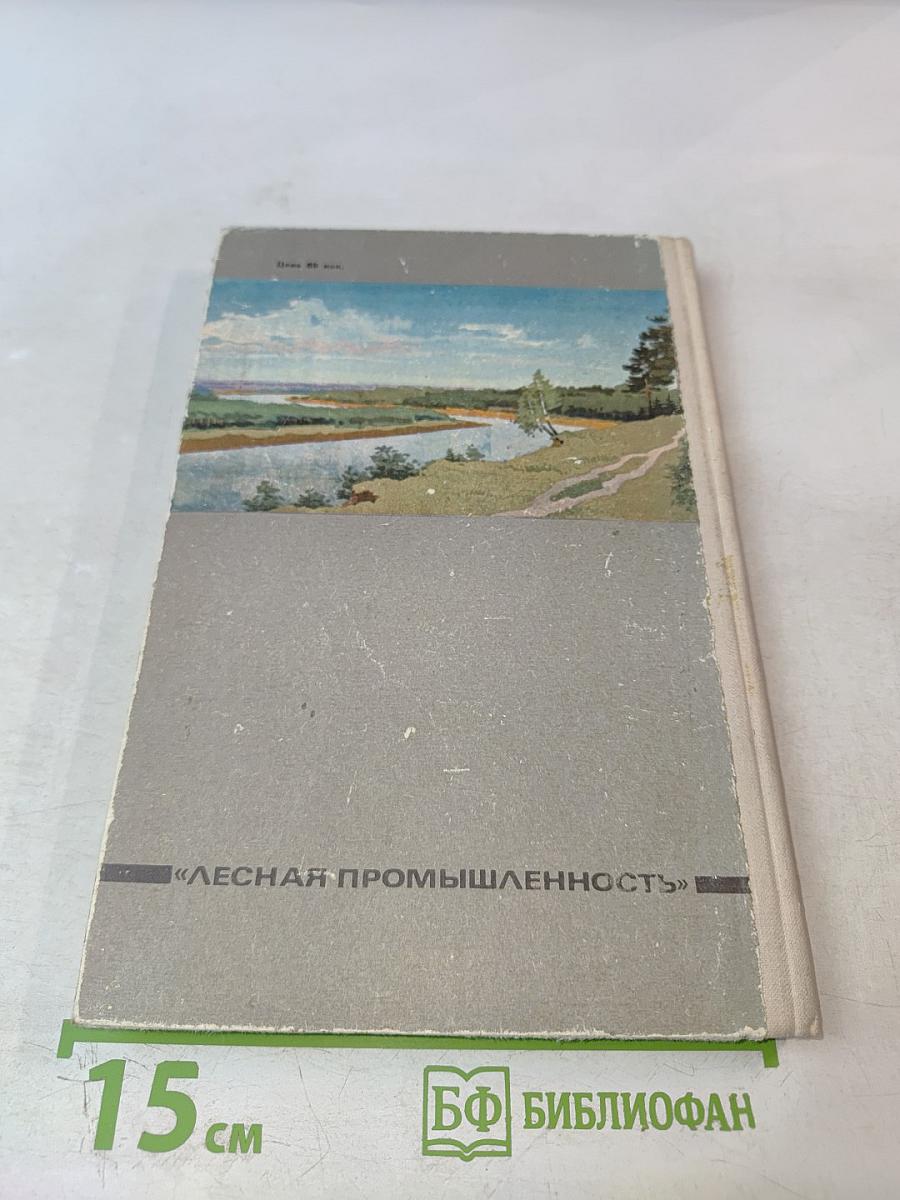 Цена 89 коп.
«ЛЕСНАЯ ПРОМЫШЛЕННОСТЬ»
15 см
БФ БИБЛИОФАН